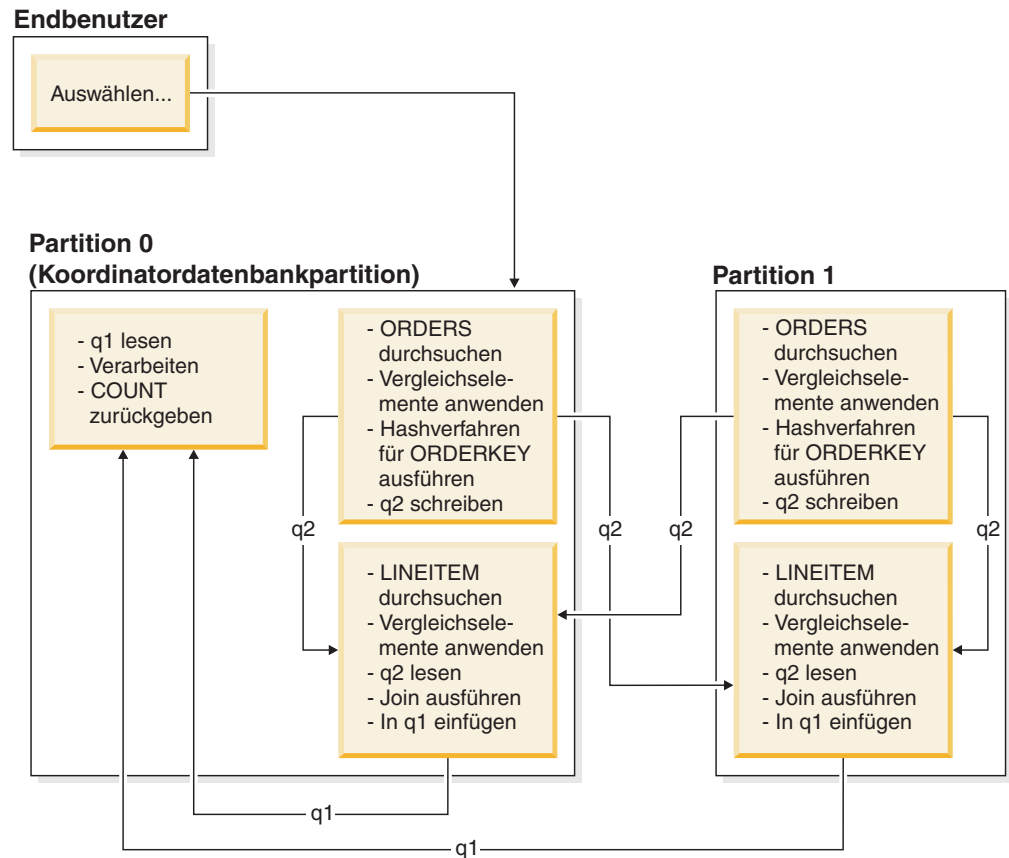 Endbenutzer
Auswählen...
Partition 0
(Koordinatordatenbankpartition)
- q1 lesen
- Verarbeiten
- COUNT
zurückgeben
- ORDERS
durchsuchen
- Vergleichsele-
mente anwenden
- Hashverfahren
für ORDERKEY
ausführen
- q2 schreiben
q2
q2
- LINEITEM
durchsuchen
- Vergleichsele-
mente anwenden
- q2 lesen
- Join ausführen
- In q1 einfügen
Partition 1
- ORDERS
durchsuchen
- Vergleichsele-
mente anwenden
- Hashverfahren
für ORDERKEY
ausführen
- q2 schreiben
q2
q2
- LINEITEM
durchsuchen
- Vergleichsele-
mente anwenden
- q2 lesen
- Join ausführen
- In q1 einfügen
q1
q1